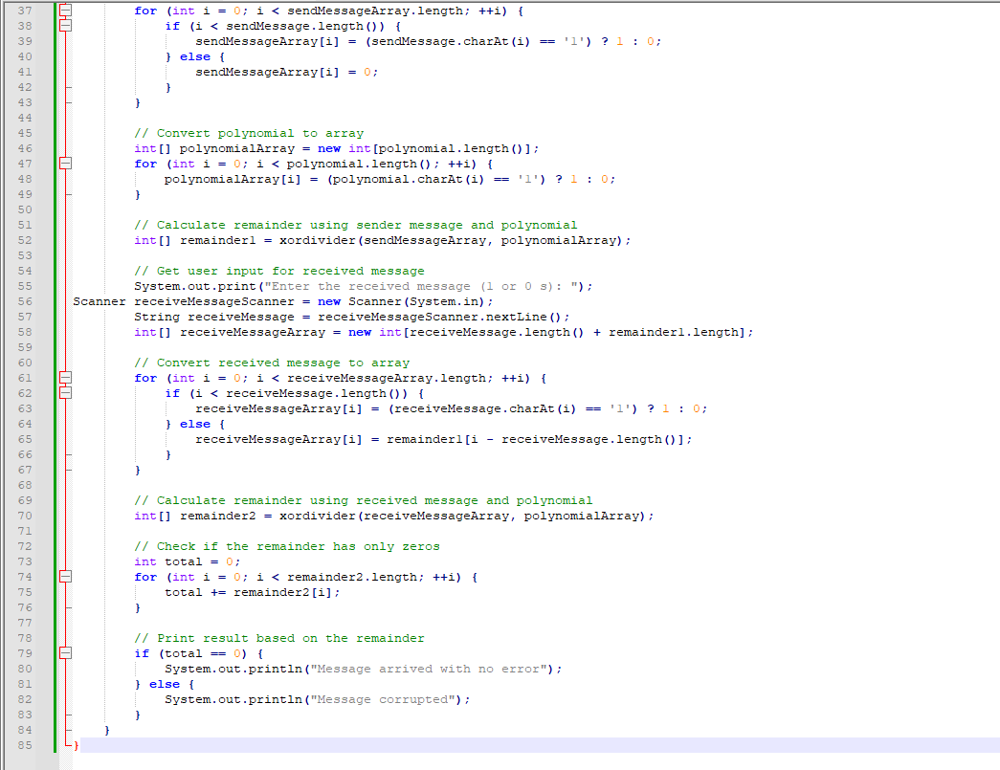 37 for (int i = 0; i < sendMessageArray.length; ++i) {
38 if (i < sendMessage.length()) {
39 sendMessageArray[i] = (sendMessage.charAt(i) == '1') ? 1 : 0;
40 } else {
41 sendMessageArray[i] = 0;
42 }
43 }
44
45 // Convert polynomial to array
46 int[] polynomialArray = new int[polynomial.length()];
47 for (int i = 0; i < polynomial.length(); ++i) {
48 polynomialArray[i] = (polynomial.charAt(i) == '1') ? 1 : 0;
49 }
50
51 // Calculate remainder using sender message and polynomial
52 int[] remainder1 = xordivider(sendMessageArray, polynomialArray);
53
54 // Get user input for received message
55 System.out.print("Enter the received message (1 or 0 s): ");
56 Scanner receiveMessageScanner = new Scanner(System.in);
57 String receiveMessage = receiveMessageScanner.nextLine();
58 int[] receiveMessageArray = new int[receiveMessage.length() + remainder1.length];
59
60 // Convert received message to array
61 for (int i = 0; i < receiveMessageArray.length; ++i) {
62 if (i < receiveMessage.length()) {
63 receiveMessageArray[i] = (receiveMessage.charAt(i) == '1') ? 1 : 0;
64 } else {
65 receiveMessageArray[i] = remainder1[i - receiveMessage.length()];
66 }
67 }
68
69 // Calculate remainder using received message and polynomial
70 int[] remainder2 = xordivider(receiveMessageArray, polynomialArray);
71
72 // Check if the remainder has only zeros
73 int total = 0;
74 for (int i = 0; i < remainder2.length; ++i) {
75 total += remainder2[i];
76 }
77
78 // Print result based on the remainder
79 if (total == 0) {
80 System.out.println("Message arrived with no error");
81 } else {
82 System.out.println("Message corrupted");
83 }
84 }
85 }